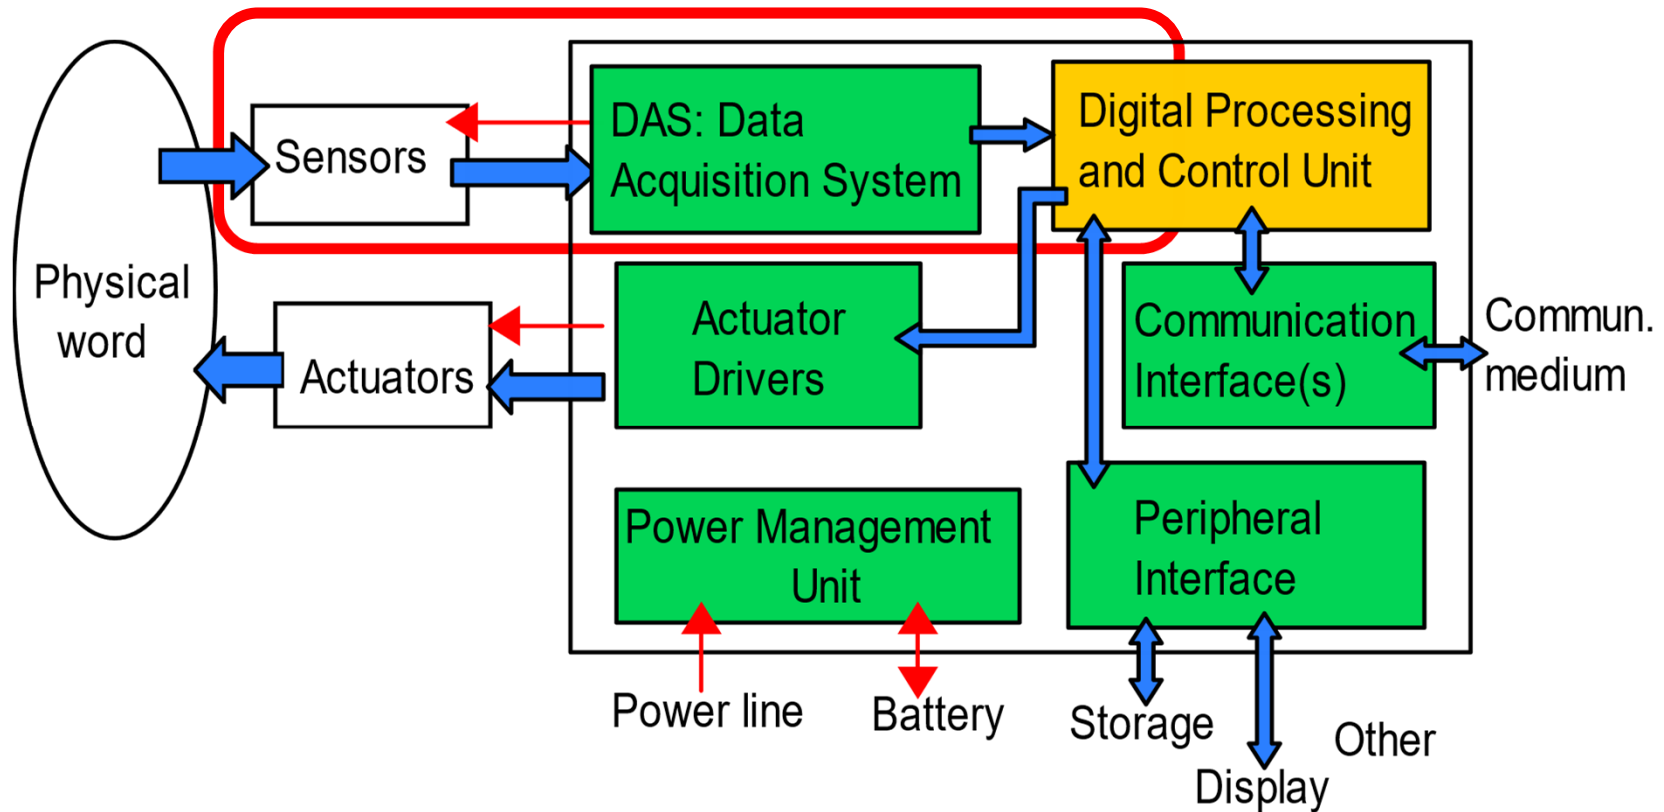 Physical
word
Sensors
DAS: Data
Acquisition System
Digital Processing
and Control Unit
Actuators
Actuator
Drivers
Communication
Interface(s)
Commun.
medium
Power Management
Unit
Peripheral
Interface
Power line
Battery
Storage
Display
Other